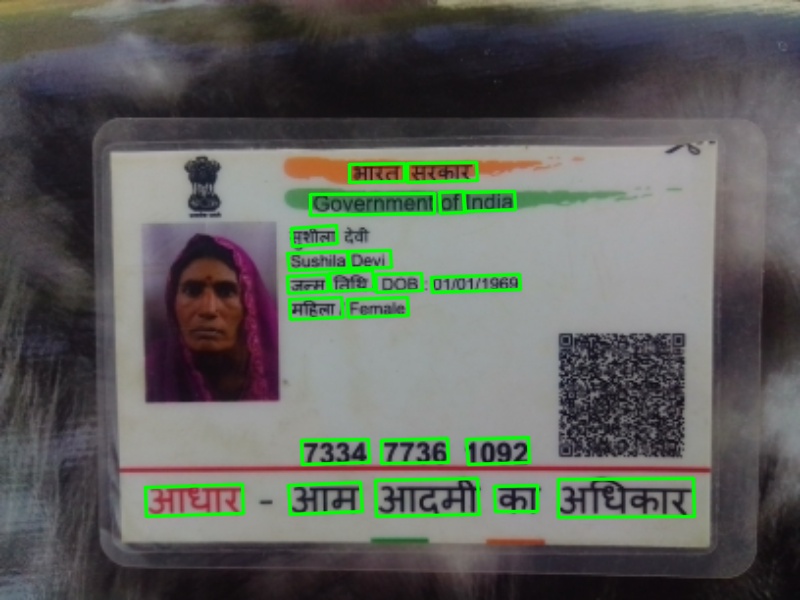 भारत सरकार
Government of India
सुशीला देवी
Sushila Devi
जन्म तिथि DOB : 01/01/1969
महिला / Female
7334 7736 1092
आधार - आम आदमी का अधिकार